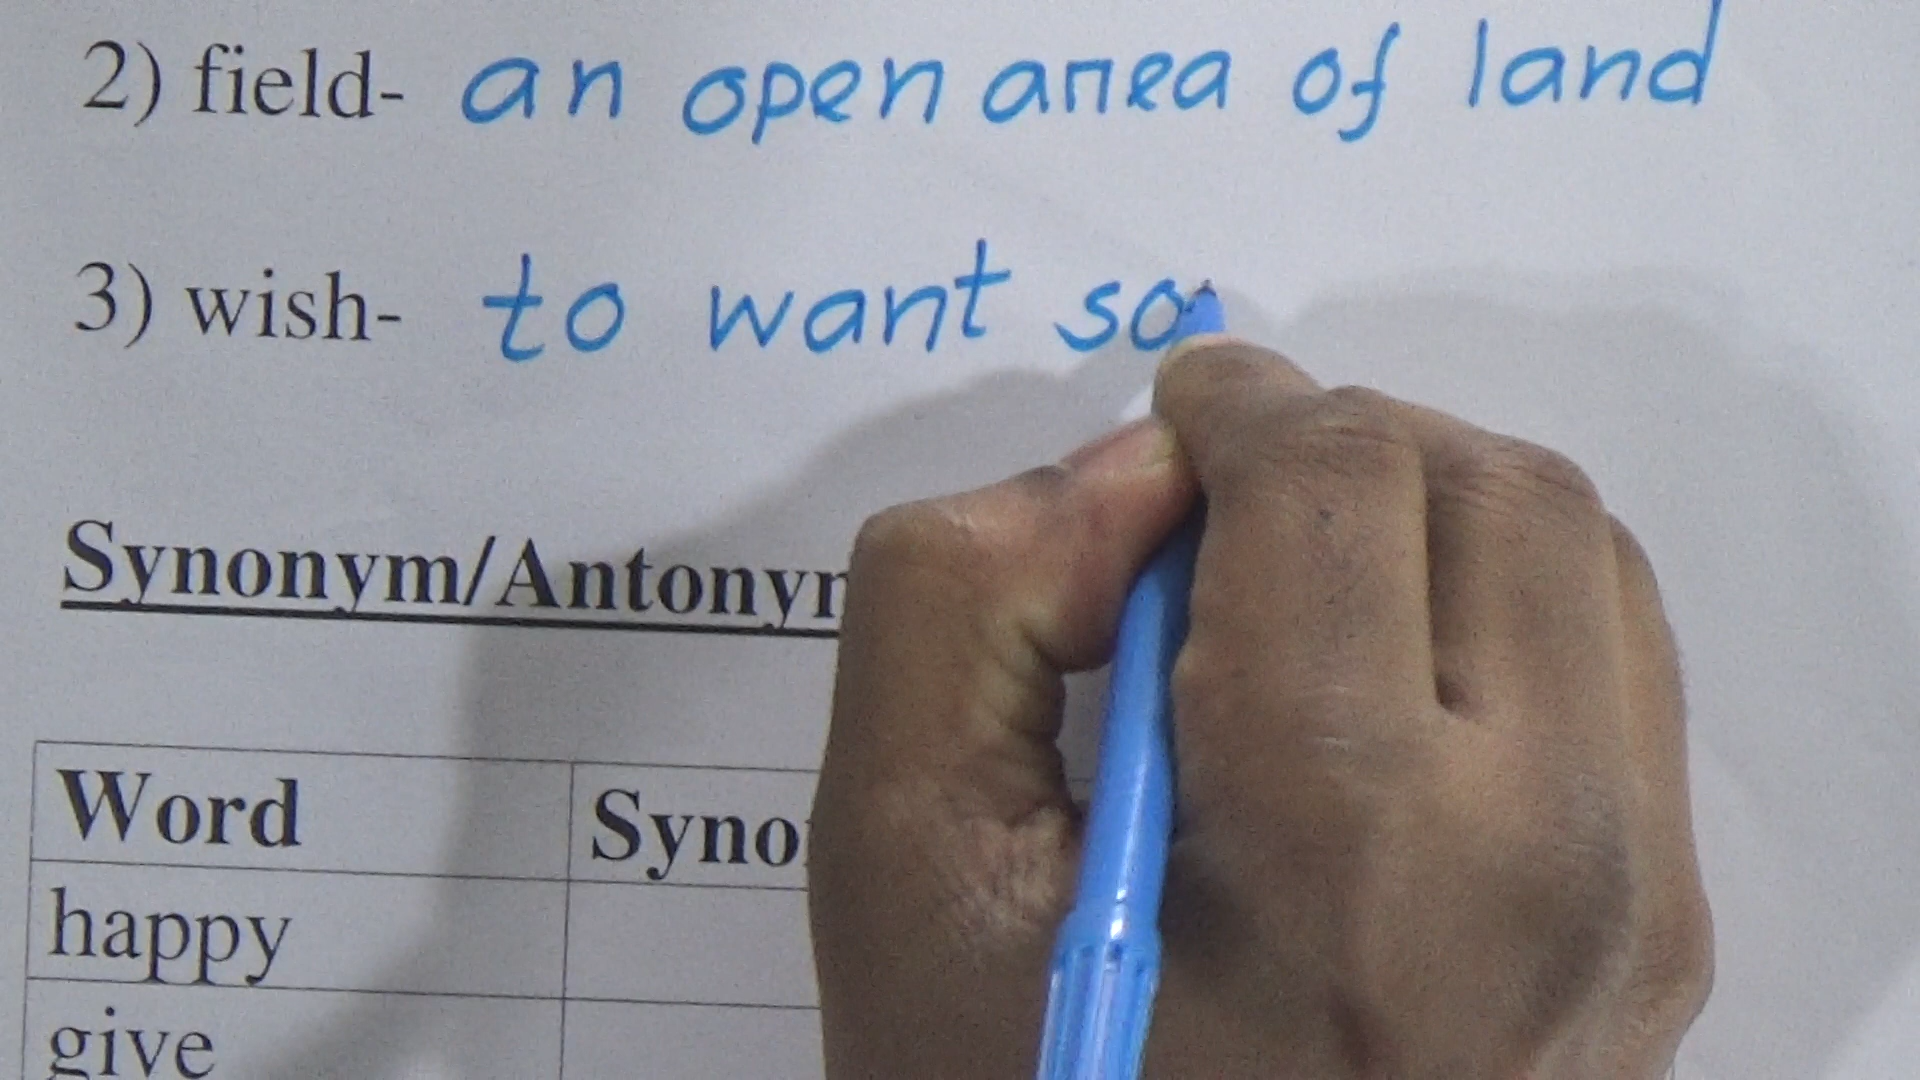 2) field- an open area of land
3) wish- to want so
Synonym/Antonym
Word Syno
happy
give